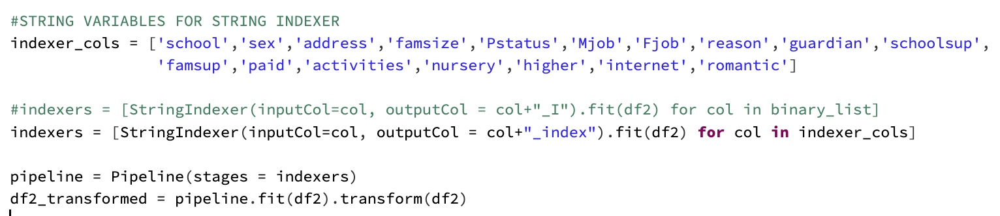 #STRING VARIABLES FOR STRING INDEXER
indexer_cols = ['school','sex','address','famsize','Pstatus','Mjob','Fjob','reason','guardian','schoolsup',
'famsup','paid','activities','nursery','higher','internet','romantic']
#indexers = [StringIndexer(inputCol=col, outputCol = col+"_I").fit(df2) for col in binary_list]
indexers = [StringIndexer(inputCol=col, outputCol = col+"_index").fit(df2) for col in indexer_cols]
pipeline = Pipeline(stages = indexers)
df2_transformed = pipeline.fit(df2).transform(df2)